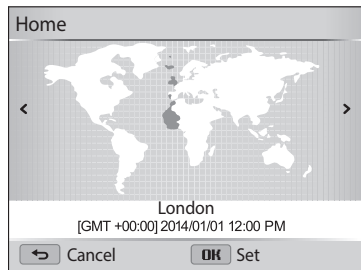 Home
London
[GMT +00:00] 2014/01/01 12:00 PM
Cancel
OK Set